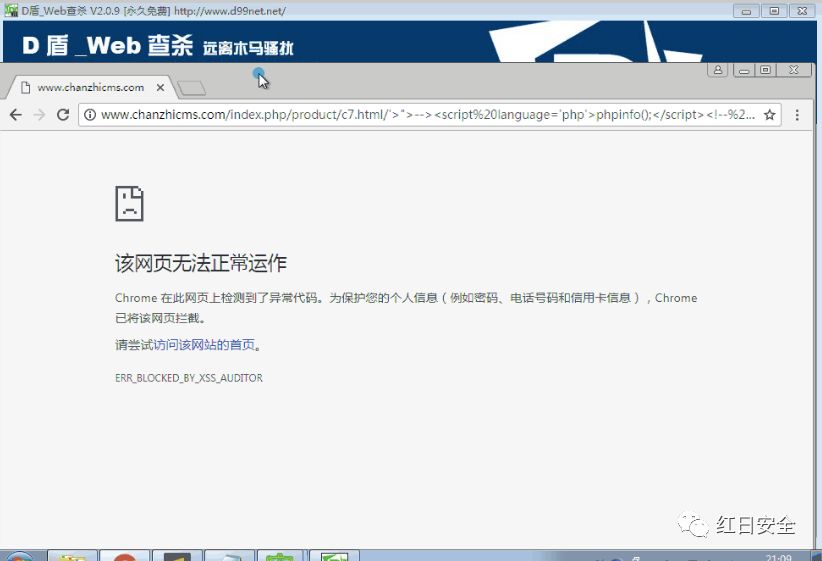 D盾_Web查杀 V2.0.9 [永久免费] http://www.d99net.net/
D 盾 _Web 查杀 远离木马骚扰
www.chanzhicms.com
www.chanzhicms.com/index.php/product/c7.html/'>">--><script%20language='php'>phpinfo();</script><!--%2...
该网页无法正常运作
Chrome 在此网页上检测到了异常代码。为保护您的个人信息（例如密码、电话号码和信用卡信息），Chrome
已将该网页拦截。
请尝试访问该网站的首页。
ERR_BLOCKED_BY_XSS_AUDITOR
红日安全
21:09